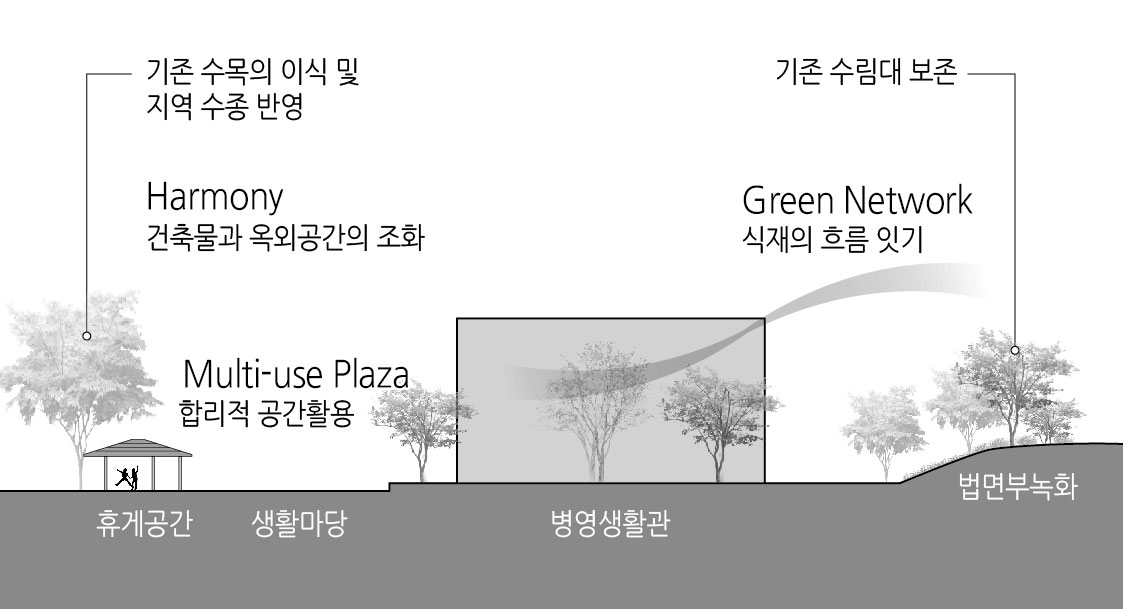 기존 수목의 이식 및
지역 수종 반영
기존 수림대 보존
Harmony
건축물과 옥외공간의 조화
Green Network
식재의 흐름 잇기
Multi-use Plaza
합리적 공간활용
법면부녹화
휴게공간
생활마당
병영생활관